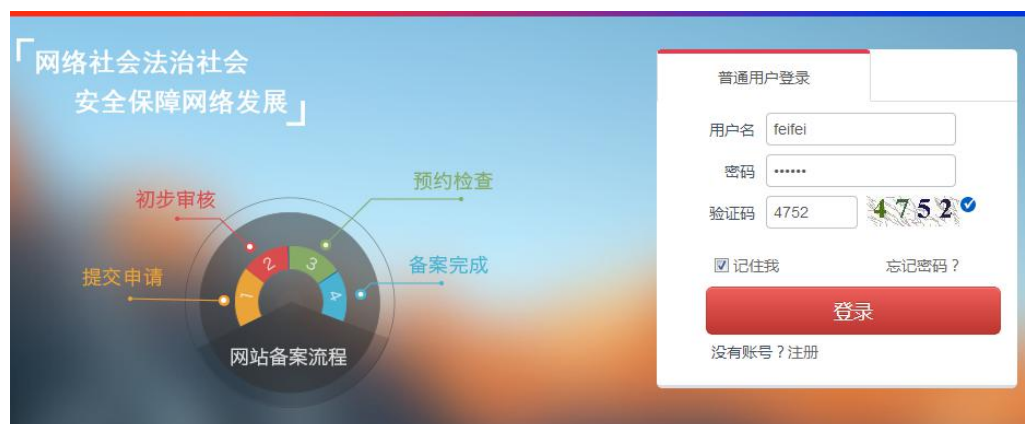 「网络社会法治社会
安全保障网络发展」
初步审核
预约检查
提交申请
备案完成
1
2
3
4
网站备案流程
普通用户登录
用户名 feifei
密码 ••••••
验证码 4752 4752
记住我 忘记密码？
登录
没有账号？注册